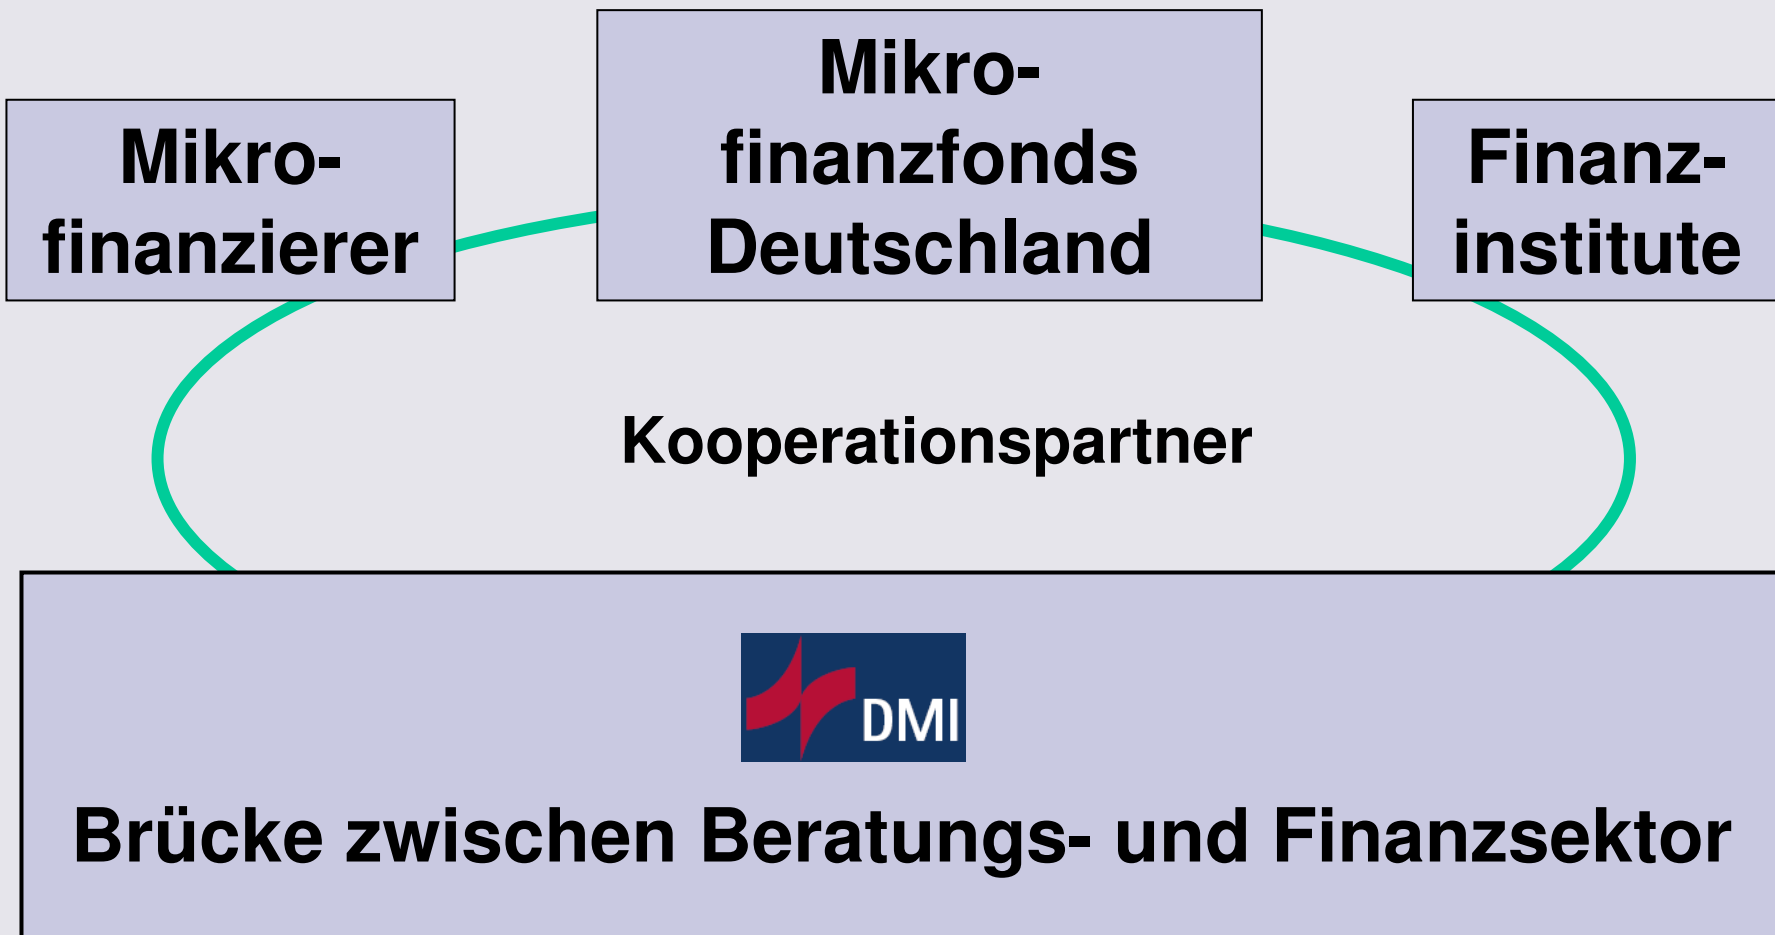 Mikro-
finanzierer
Mikro-
finanzfonds
Deutschland
Finanz-
institute
Kooperationspartner
DMI
Brücke zwischen Beratungs- und Finanzsektor